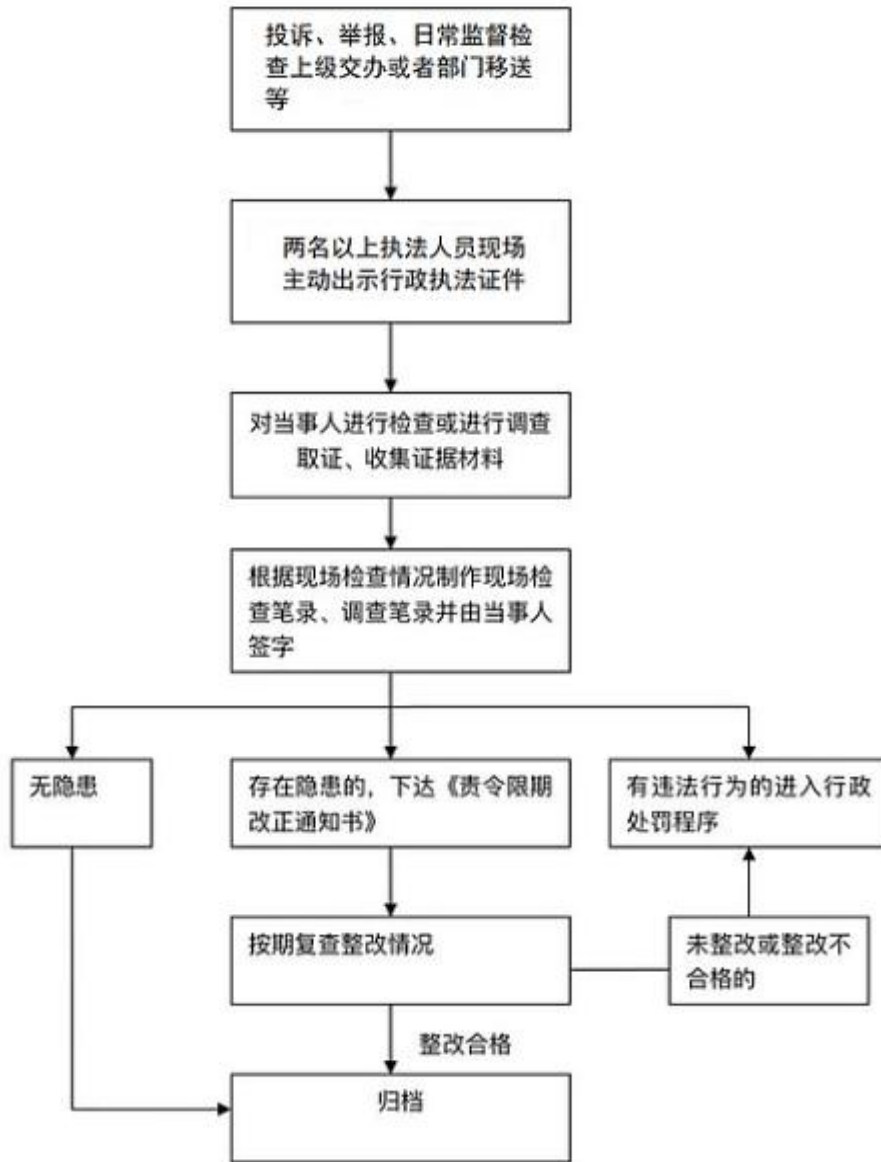 投诉、举报、日常监督检
查上级交办或者部门移送
等
两名以上执法人员现场
主动出示行政执法证件
对当事人进行检查或进行调查
取证、收集证据材料
根据现场检查情况制作现场检
查笔录、调查笔录并由当事人
签字
无隐患
存在隐患的，下达《责令限期
改正通知书》
有违法行为的进入行政
处罚程序
按期复查整改情况
未整改或整改不
合格的
整改合格
归档